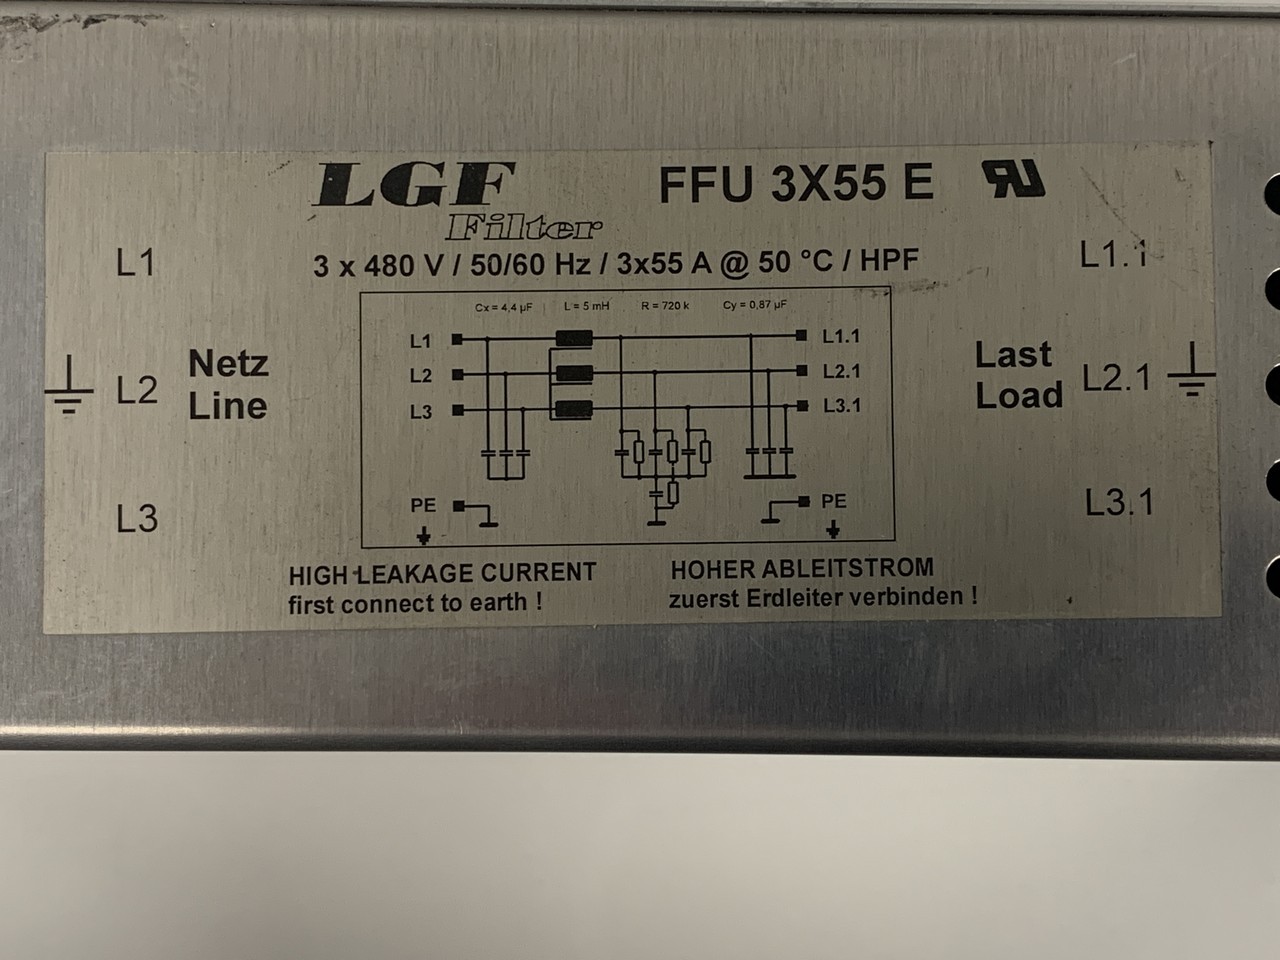 LGF
Filter
FFU 3X55 E
3 x 480 V / 50/60 Hz / 3x55 A @ 50 °C / HPF
L1
L2
L3
Netz
Line
Cx = 4,4 µF
L = 5 mH
R = 720 k
Cy = 0,87 µF
L1
L2
L3
PE
L1.1
L2.1
L3.1
PE
Last
Load
L1.1
L2.1
L3.1
HIGH LEAKAGE CURRENT
first connect to earth !
HOHER ABLEITSTROM
zuerst Erdleiter verbinden !